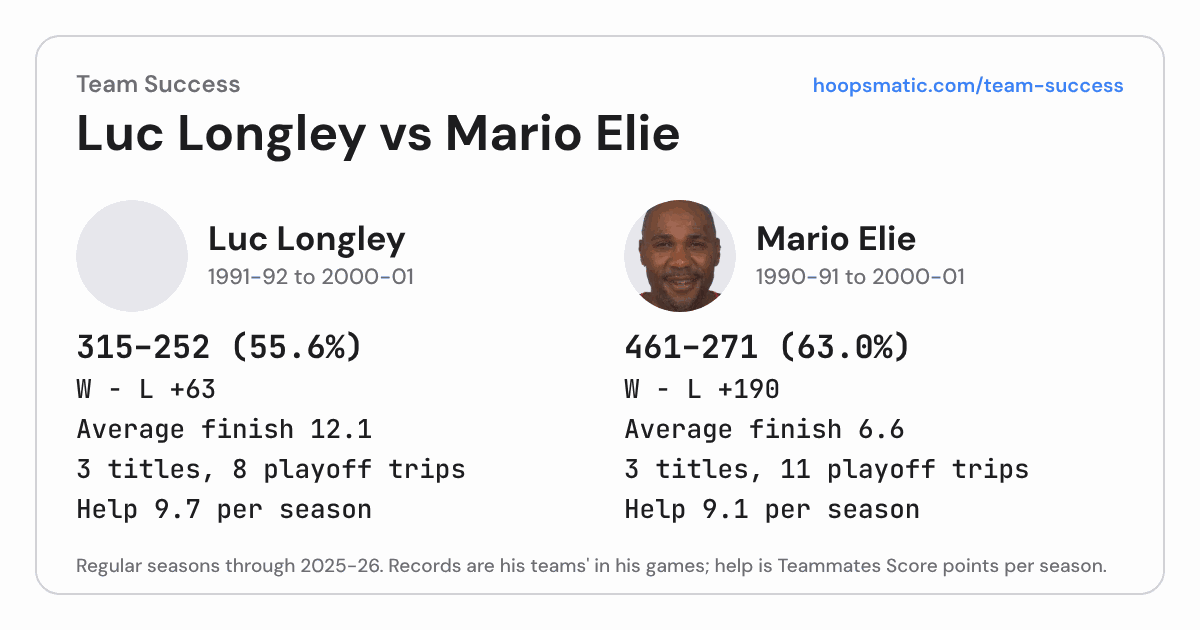 Team Success
hoopsmatic.com/team-success
Luc Longley vs Mario Elie
Luc Longley
1991-92 to 2000-01
315-252 (55.6%)
W - L +63
Average finish 12.1
3 titles, 8 playoff trips
Help 9.7 per season
Mario Elie
1990-91 to 2000-01
461-271 (63.0%)
W - L +190
Average finish 6.6
3 titles, 11 playoff trips
Help 9.1 per season
Regular seasons through 2025-26. Records are his teams' in his games; help is Teammates Score points per season.